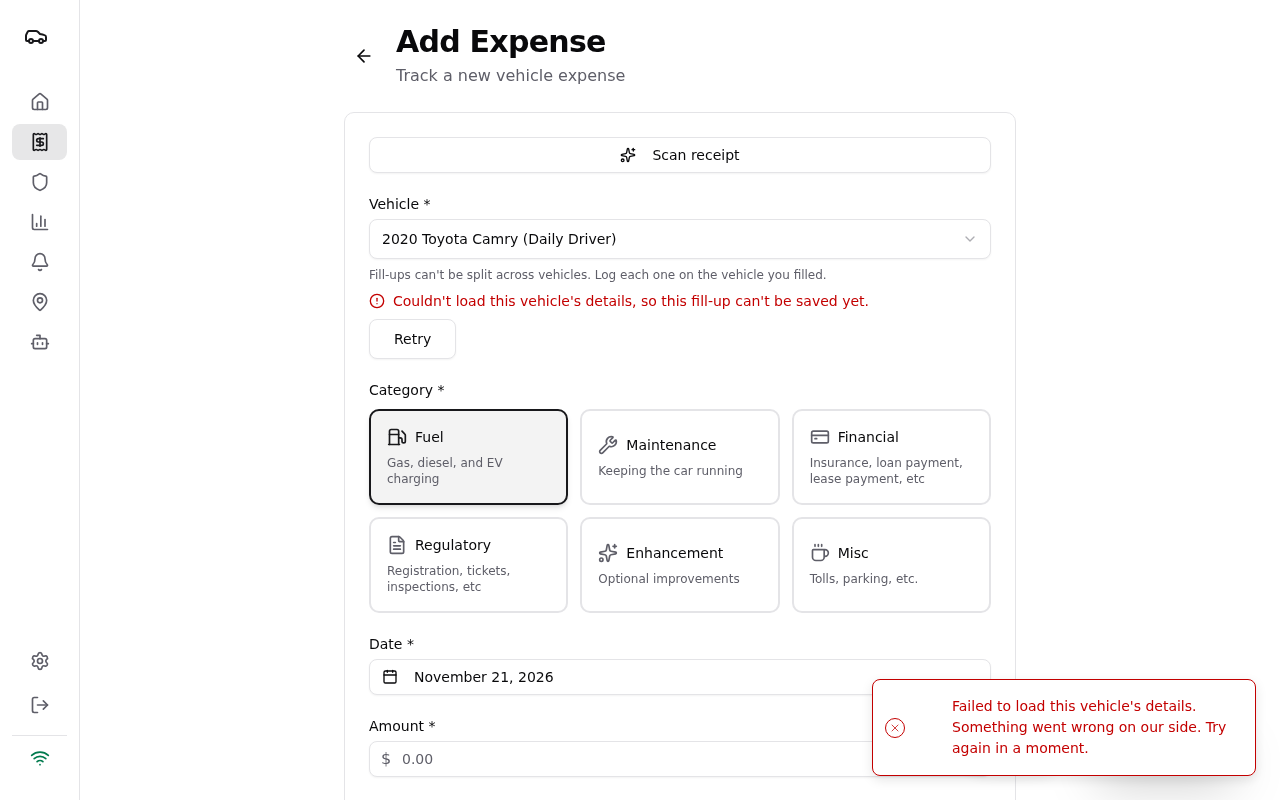 Add Expense
Track a new vehicle expense
Scan receipt
Vehicle *
2020 Toyota Camry (Daily Driver)
Fill-ups can't be split across vehicles. Log each one on the vehicle you filled.
Couldn't load this vehicle's details, so this fill-up can't be saved yet.
Retry
Category *
Fuel
Gas, diesel, and EV
charging
Maintenance
Keeping the car running
Financial
Insurance, loan payment,
lease payment, etc
Regulatory
Registration, tickets,
inspections, etc
Enhancement
Optional improvements
Misc
Tolls, parking, etc.
Date *
November 21, 2026
Amount *
$ 0.00
Failed to load this vehicle's details.
Something went wrong on our side. Try
again in a moment.